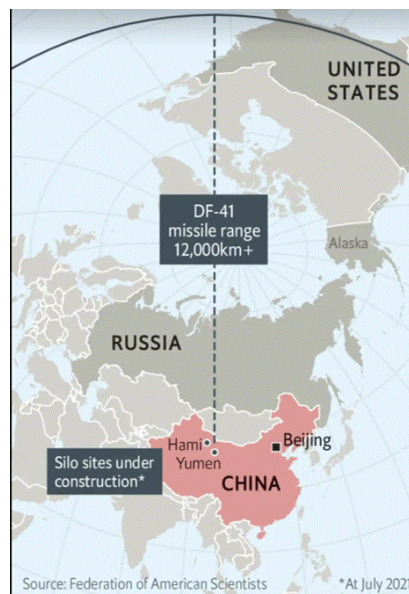 UNITED
STATES
DF-41
missile range
12,000km+
Alaska
RUSSIA
Hami
Beijing
Yumen
Silo sites under
construction*
CHINA
Source: Federation of American Scientists
*At July 2021